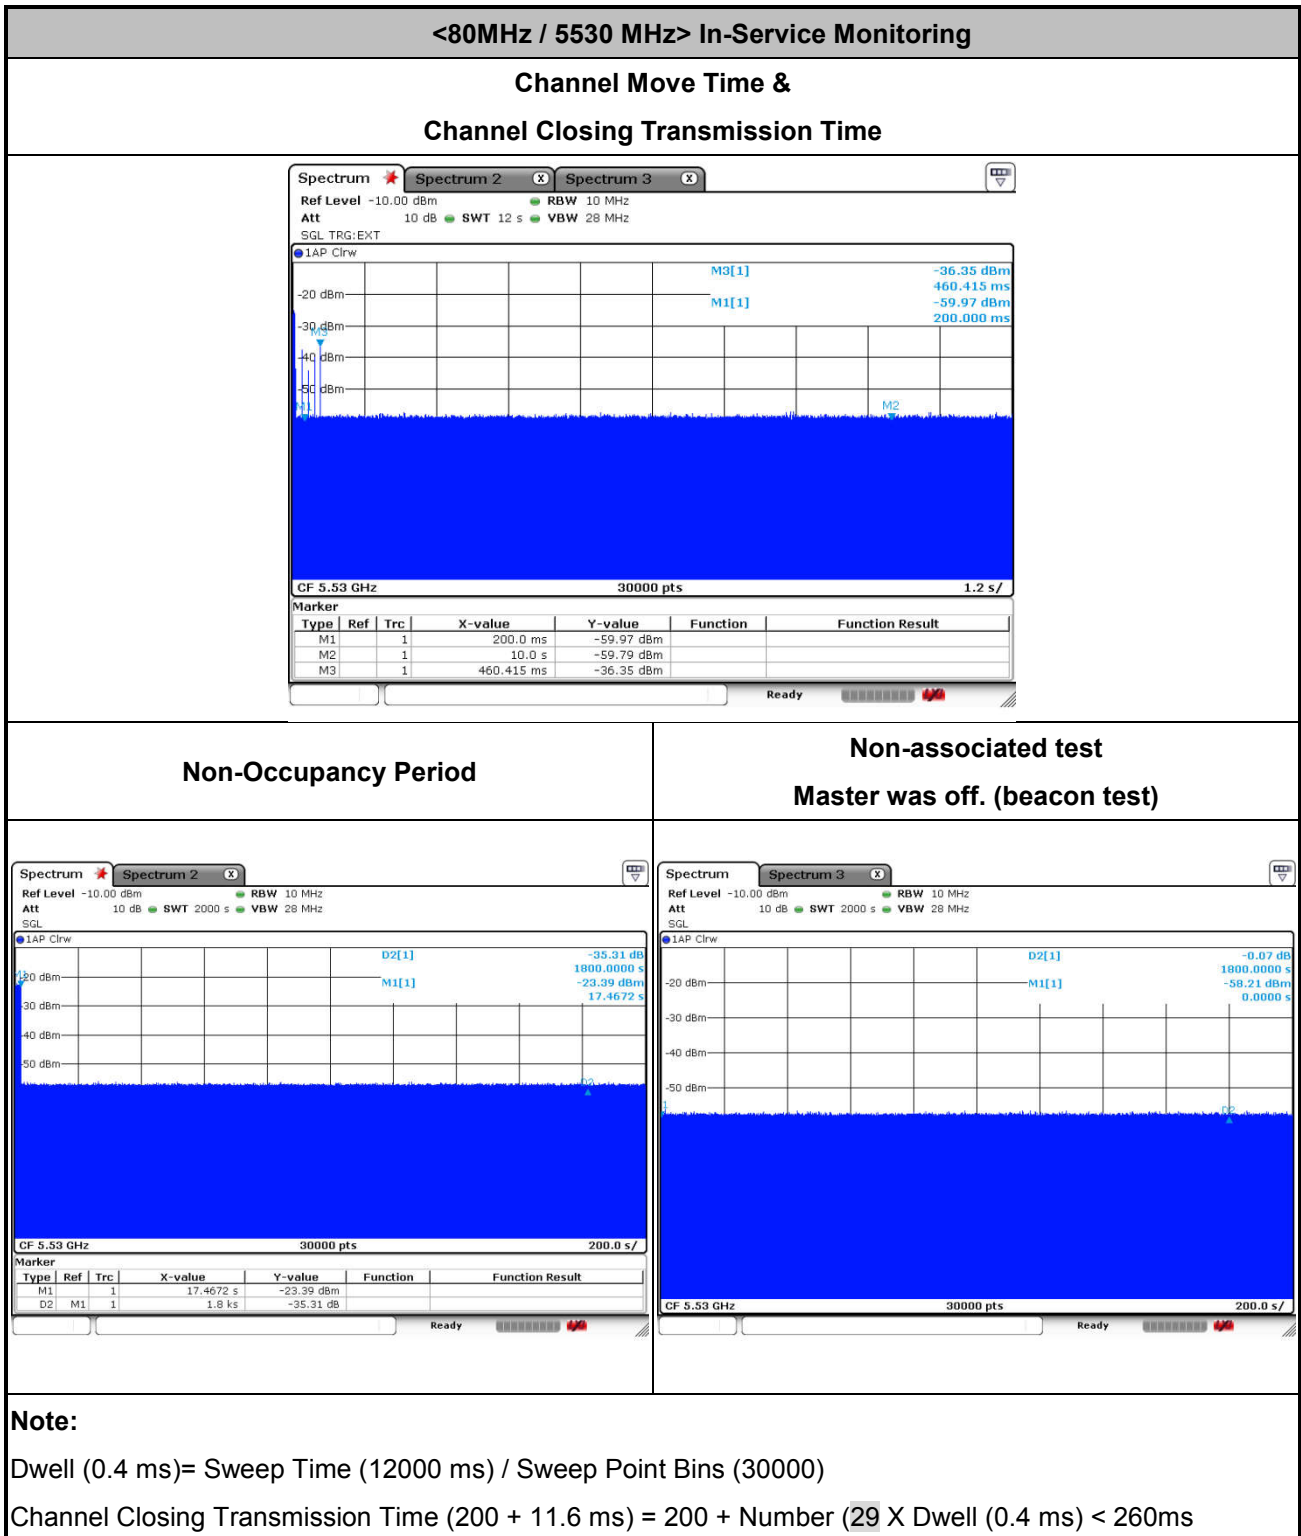 <80MHz / 5530 MHz> In-Service Monitoring
Channel Move Time &
Channel Closing Transmission Time
Spectrum Spectrum 2 X Spectrum 3 X
Ref Level -10.00 dBm RBW 10 MHz
Att 10 dB SWT 12 s VBW 28 MHz
SGL TRG:EXT
1AP Clrw
M3[1] -36.35 dBm
460.415 ms
-20 dBm
M1[1] -59.97 dBm
200.000 ms
-30 dBm
M3
-40 dBm
-50 dBm
M1
M2
CF 5.53 GHz 30000 pts 1.2 s/
Marker
Type Ref Trc X-value Y-value Function Function Result
M1 1 200.0 ms -59.97 dBm
M2 1 10.0 s -59.79 dBm
M3 1 460.415 ms -36.35 dBm
Ready
Non-Occupancy Period
Non-associated test
Master was off. (beacon test)
Spectrum Spectrum 2 X
Ref Level -10.00 dBm RBW 10 MHz
Att 10 dB SWT 2000 s VBW 28 MHz
SGL
1AP Clrw
D2[1] -35.31 dB
1800.0000 s
-20 dBm
M1[1] -23.39 dBm
17.4672 s
-30 dBm
-40 dBm
-50 dBm
D2
CF 5.53 GHz 30000 pts 200.0 s/
Marker
Type Ref Trc X-value Y-value Function Function Result
M1 1 17.4672 s -23.39 dBm
D2 M1 1 1.8 ks -35.31 dB
Ready
Spectrum Spectrum 3 X
Ref Level -10.00 dBm RBW 10 MHz
Att 10 dB SWT 2000 s VBW 28 MHz
SGL
1AP Clrw
D2[1] -0.07 dB
1800.0000 s
-20 dBm
M1[1] -58.21 dBm
0.0000 s
-30 dBm
-40 dBm
-50 dBm
D2
CF 5.53 GHz 30000 pts 200.0 s/
Ready
Note:
Dwell (0.4 ms)= Sweep Time (12000 ms) / Sweep Point Bins (30000)
Channel Closing Transmission Time (200 + 11.6 ms) = 200 + Number (29 X Dwell (0.4 ms) < 260ms